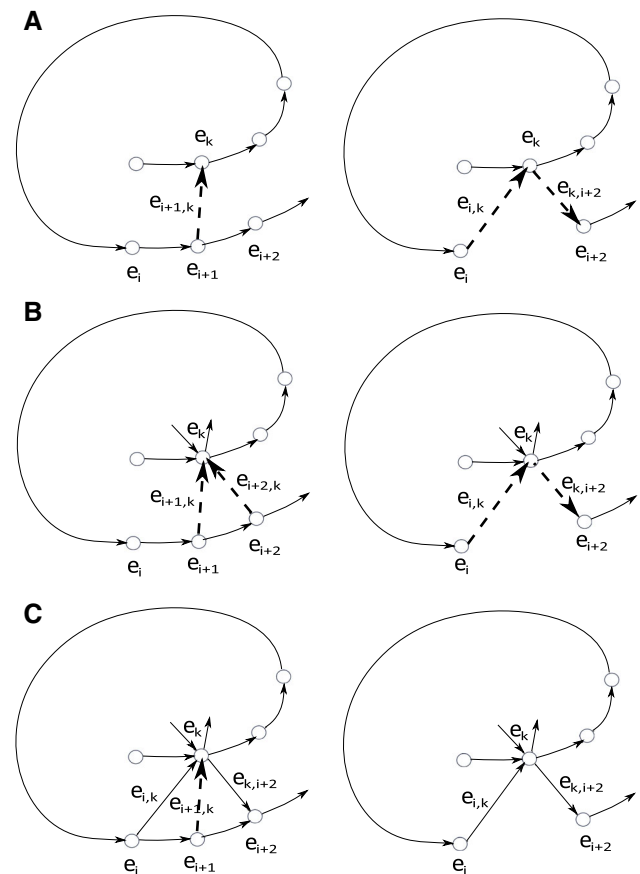 A
e_k
e_k
e_{i+1,k}
e_{i,k}
e_{k,i+2}
e_i
e_{i+1}
e_{i+2}
e_i
e_{i+2}
B
e_k
e_k
e_{i+1,k}
e_{i+2,k}
e_{i,k}
e_{k,i+2}
e_i
e_{i+1}
e_{i+2}
e_i
e_{i+2}
C
e_k
e_k
e_{i,k}
e_{i+1,k}
e_{k,i+2}
e_{i,k}
e_{k,i+2}
e_i
e_{i+1}
e_{i+2}
e_i
e_{i+2}